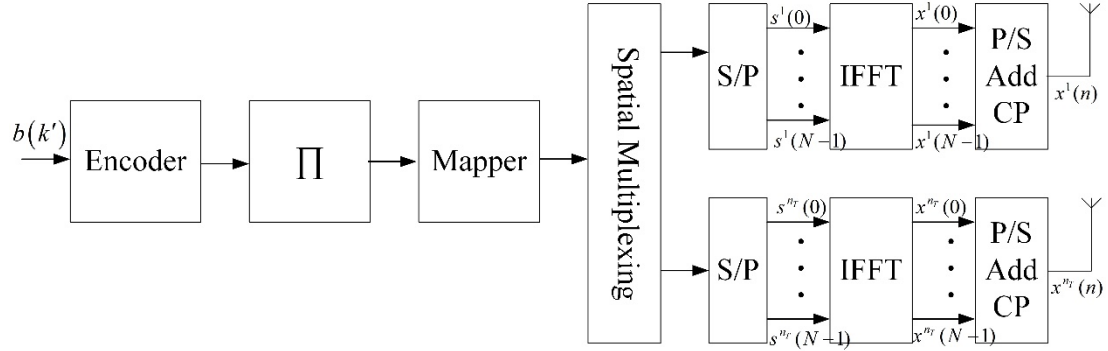 b(k′)
Encoder
∏
Mapper
Spatial Multiplexing
S/P
s¹(0)
s¹(N−1)
IFFT
x¹(0)
x¹(N−1)
P/S
Add
CP
x¹(n)
S/P
s^{n_T}(0)
s^{n_T}(N−1)
IFFT
x^{n_T}(0)
x^{n_T}(N−1)
P/S
Add
CP
x^{n_T}(n)